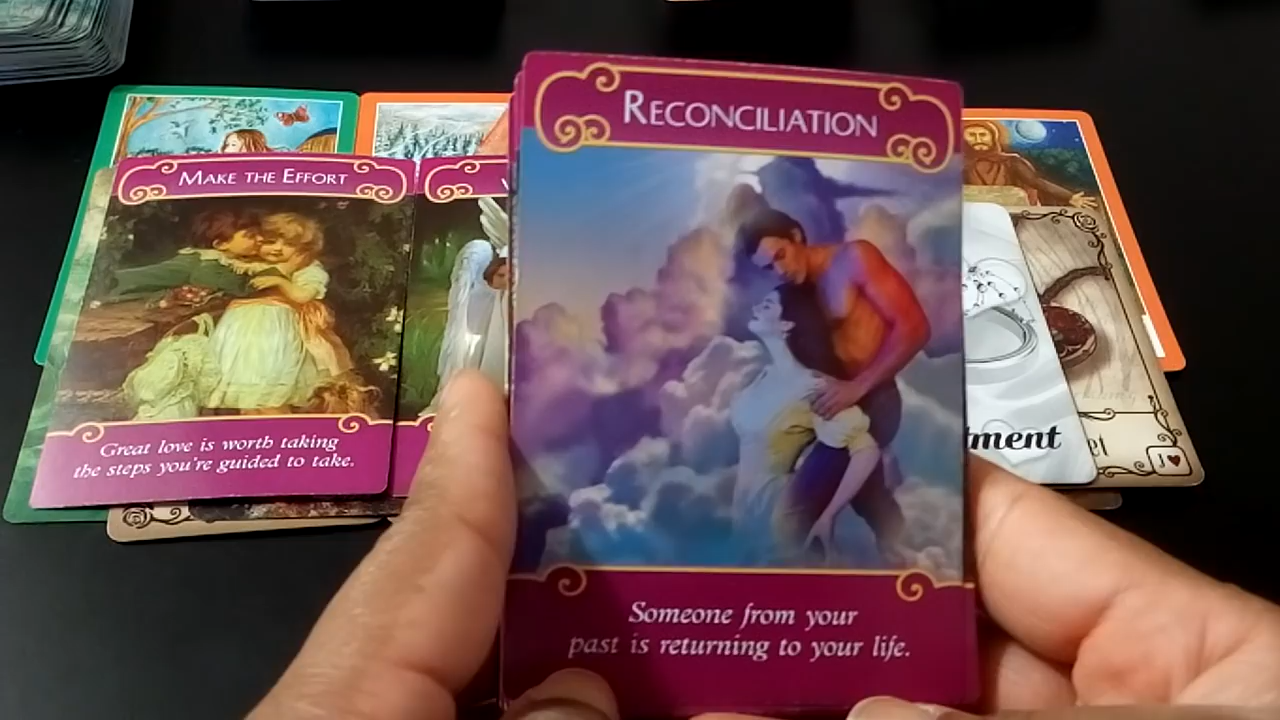 RECONCILIATION
Someone from your
past is returning to your life.
MAKE THE EFFORT
Great love is worth taking
the steps you're guided to take.
J♥